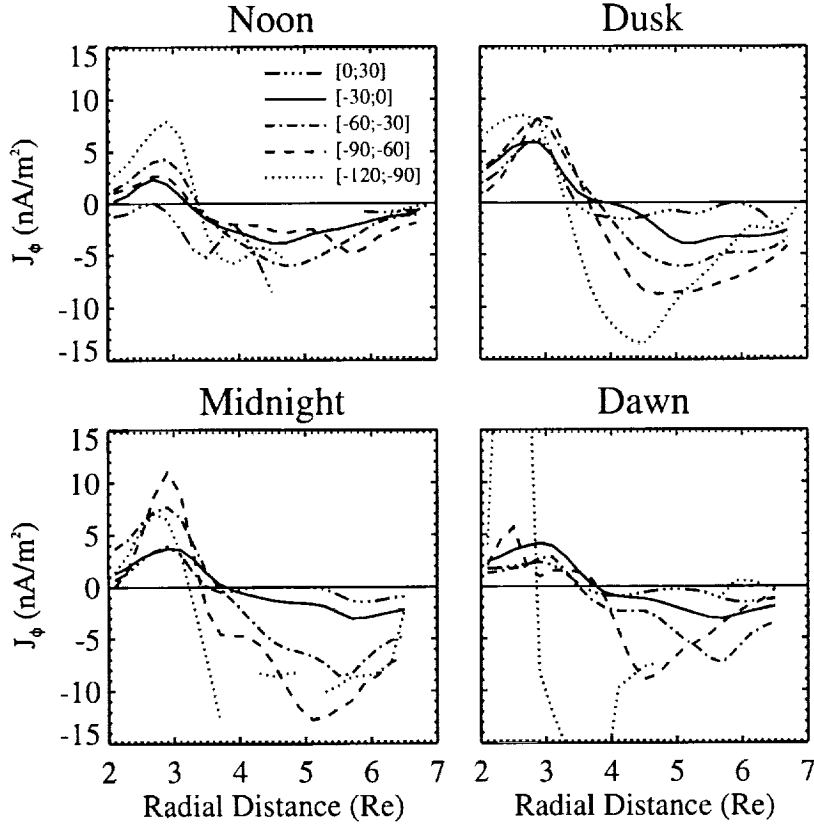 Noon
Dusk
15
10
5
0
-5
-10
-15
J_ϕ (nA/m²)
[0;30]
[-30;0]
[-60;-30]
[-90;-60]
[-120;-90]
Midnight
Dawn
15
10
5
0
-5
-10
-15
J_ϕ (nA/m²)
2 3 4 5 6 7
2 3 4 5 6 7
Radial Distance (Re)
Radial Distance (Re)